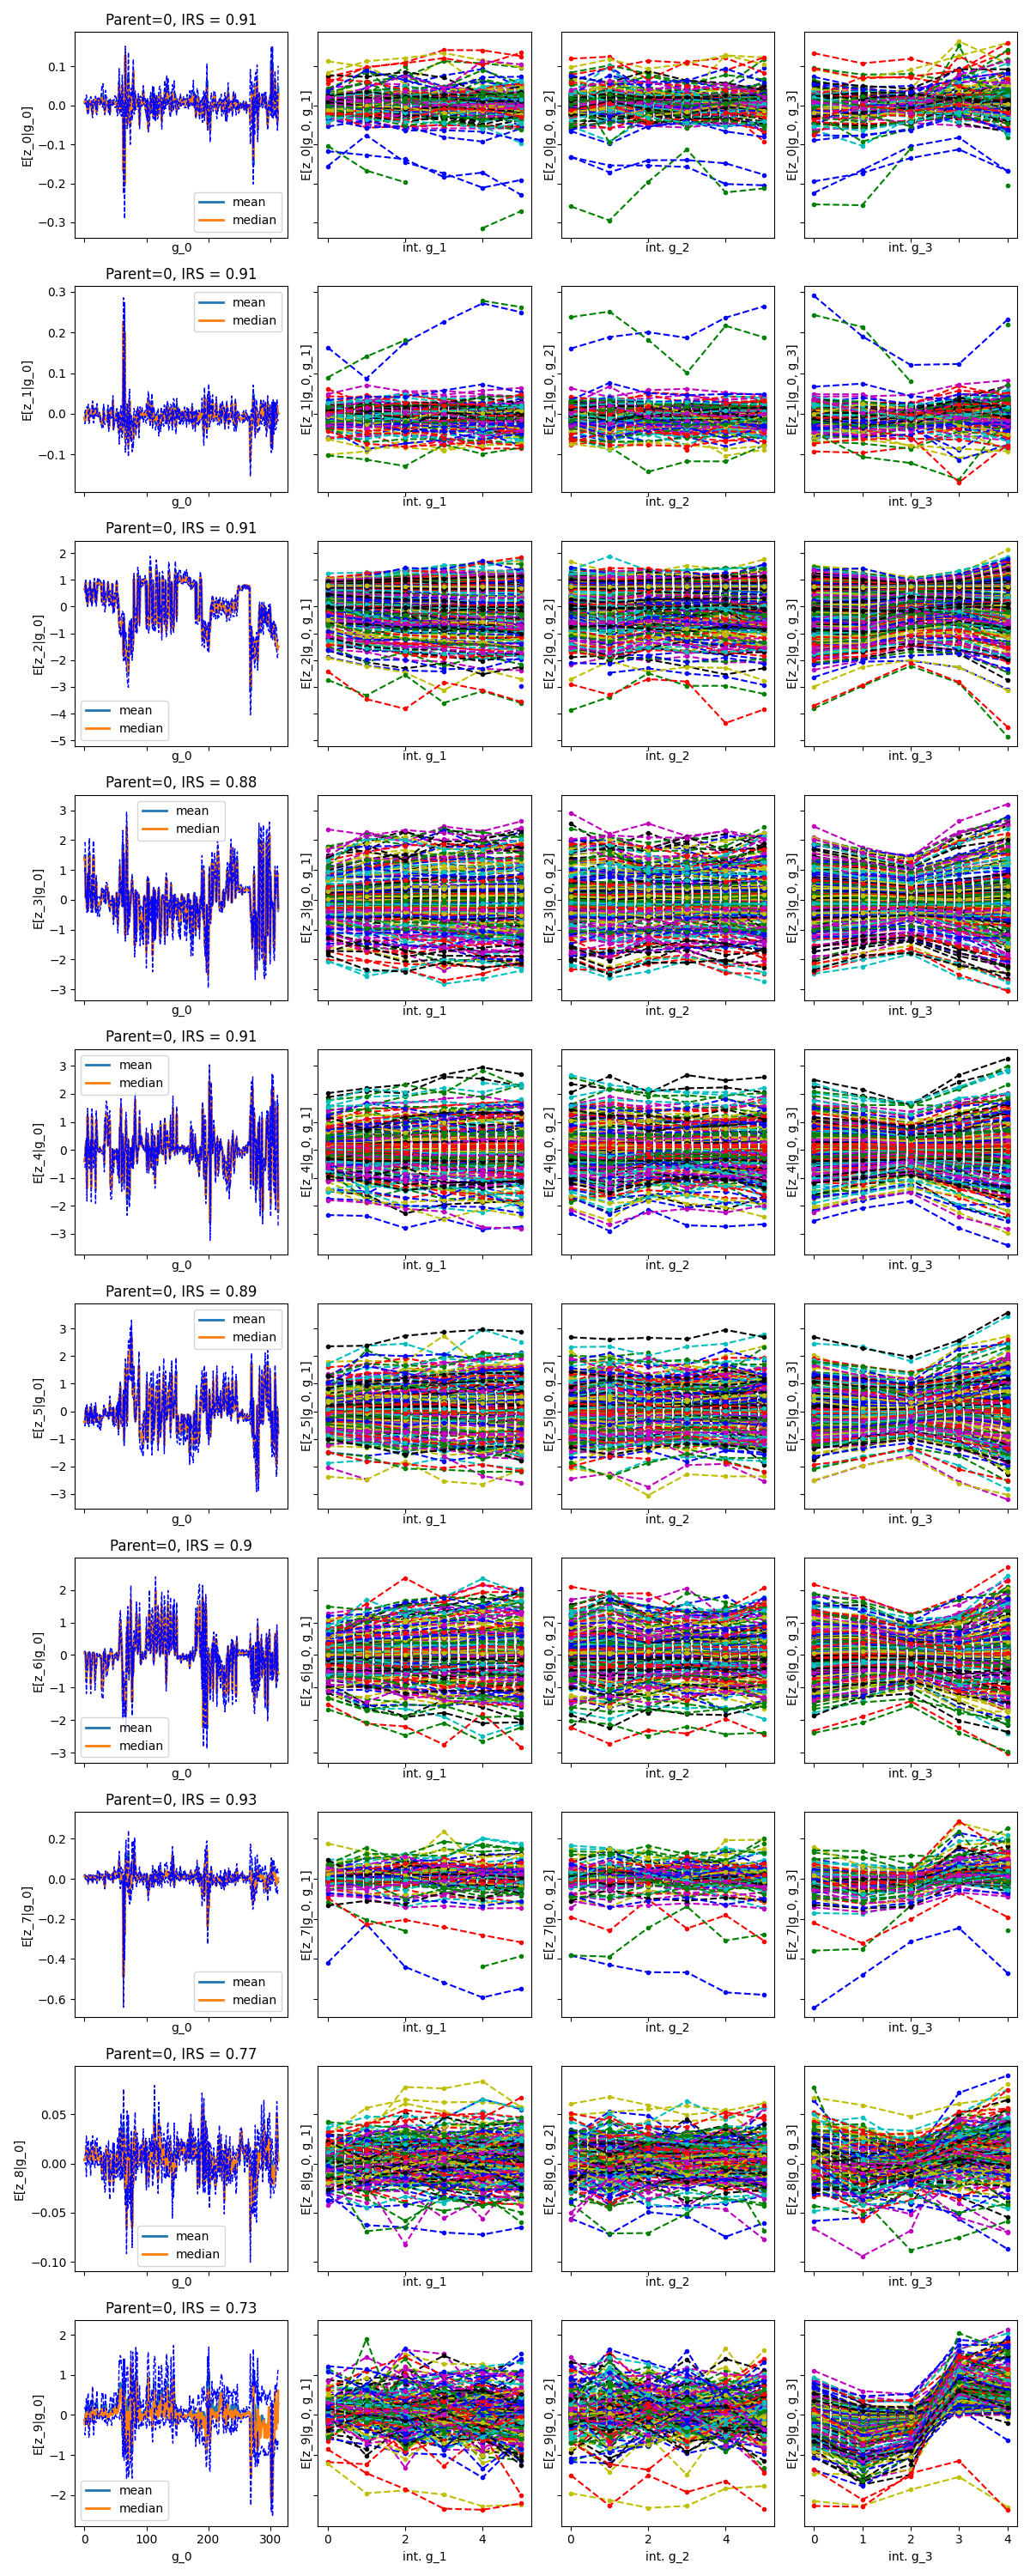 Parent=0, IRS = 0.91
E[z_0|g_0]
0.1
0.0
−0.1
−0.2
−0.3
mean
median
g_0
E[z_0|g_0, g_1]
int. g_1
E[z_0|g_0, g_2]
int. g_2
E[z_0|g_0, g_3]
int. g_3
Parent=0, IRS = 0.91
E[z_1|g_0]
0.3
0.2
0.1
0.0
−0.1
mean
median
g_0
E[z_1|g_0, g_1]
int. g_1
E[z_1|g_0, g_2]
int. g_2
E[z_1|g_0, g_3]
int. g_3
Parent=0, IRS = 0.91
E[z_2|g_0]
2
1
0
−1
−2
−3
−4
−5
mean
median
g_0
E[z_2|g_0, g_1]
int. g_1
E[z_2|g_0, g_2]
int. g_2
E[z_2|g_0, g_3]
int. g_3
Parent=0, IRS = 0.88
E[z_3|g_0]
3
2
1
0
−1
−2
−3
mean
median
g_0
E[z_3|g_0, g_1]
int. g_1
E[z_3|g_0, g_2]
int. g_2
E[z_3|g_0, g_3]
int. g_3
Parent=0, IRS = 0.91
E[z_4|g_0]
3
2
1
0
−1
−2
−3
mean
median
g_0
E[z_4|g_0, g_1]
int. g_1
E[z_4|g_0, g_2]
int. g_2
E[z_4|g_0, g_3]
int. g_3
Parent=0, IRS = 0.89
E[z_5|g_0]
3
2
1
0
−1
−2
−3
mean
median
g_0
E[z_5|g_0, g_1]
int. g_1
E[z_5|g_0, g_2]
int. g_2
E[z_5|g_0, g_3]
int. g_3
Parent=0, IRS = 0.9
E[z_6|g_0]
2
1
0
−1
−2
−3
mean
median
g_0
E[z_6|g_0, g_1]
int. g_1
E[z_6|g_0, g_2]
int. g_2
E[z_6|g_0, g_3]
int. g_3
Parent=0, IRS = 0.93
E[z_7|g_0]
0.2
0.0
−0.2
−0.4
−0.6
mean
median
g_0
E[z_7|g_0, g_1]
int. g_1
E[z_7|g_0, g_2]
int. g_2
E[z_7|g_0, g_3]
int. g_3
Parent=0, IRS = 0.77
E[z_8|g_0]
0.05
0.00
−0.05
−0.10
mean
median
g_0
E[z_8|g_0, g_1]
int. g_1
E[z_8|g_0, g_2]
int. g_2
E[z_8|g_0, g_3]
int. g_3
Parent=0, IRS = 0.73
E[z_9|g_0]
2
1
0
−1
−2
mean
median
0 100 200 300
g_0
E[z_9|g_0, g_1]
0 2 4
int. g_1
E[z_9|g_0, g_2]
0 2 4
int. g_2
E[z_9|g_0, g_3]
0 1 2 3 4
int. g_3